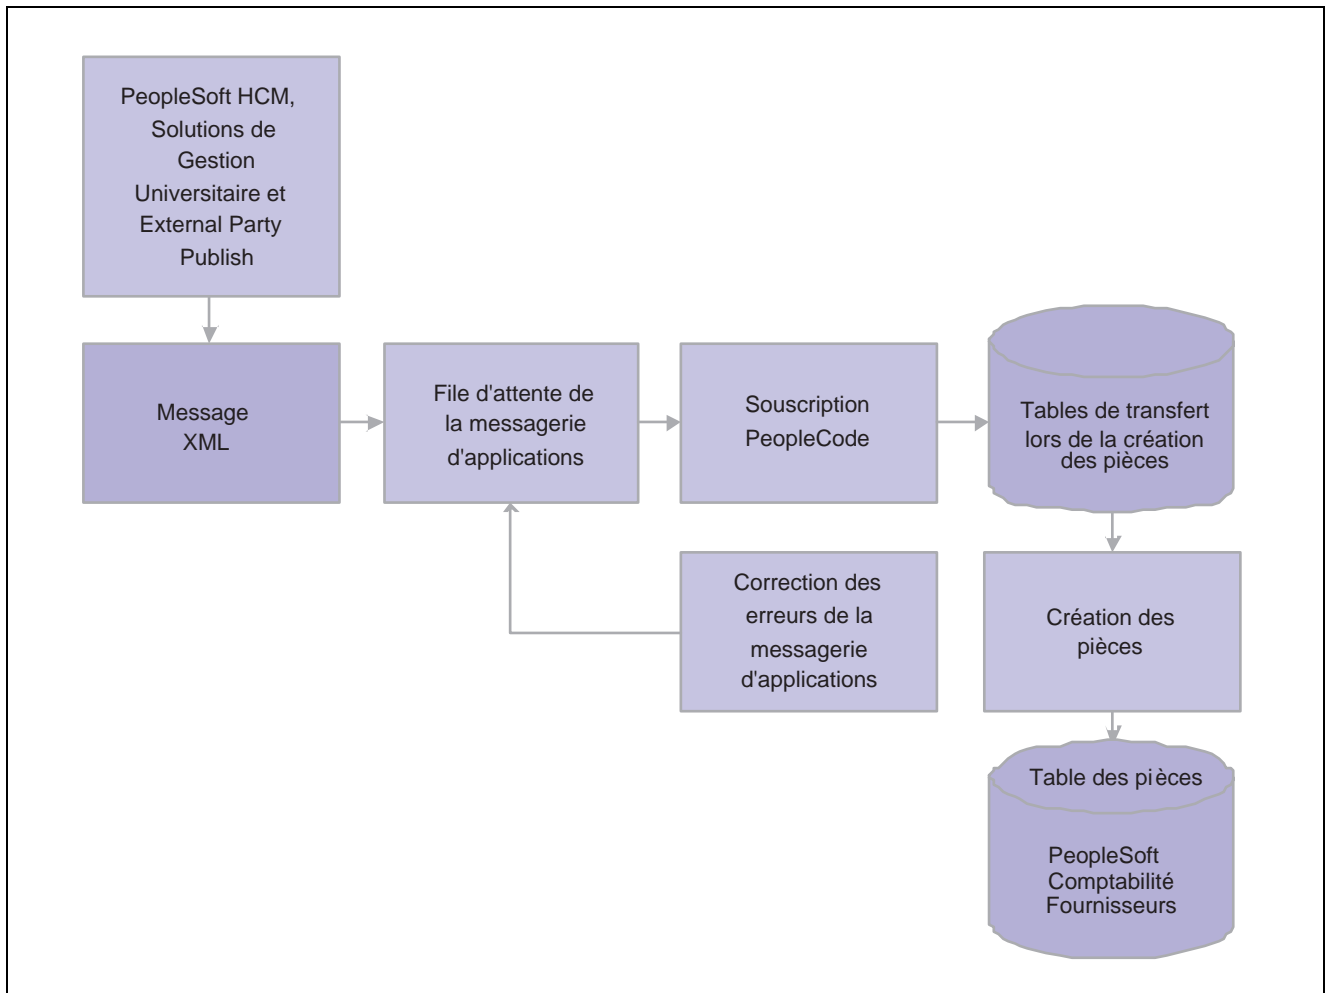 PeopleSoft HCM,
Solutions de
Gestion
Universitaire et
External Party
Publish
Message
XML
File d'attente de
la messagerie
d'applications
Souscription
PeopleCode
Tables de transfert
lors de la création
des pièces
Correction des
erreurs de la
messagerie
d'applications
Création des
pièces
Table des pièces
PeopleSoft
Comptabilité
Fournisseurs